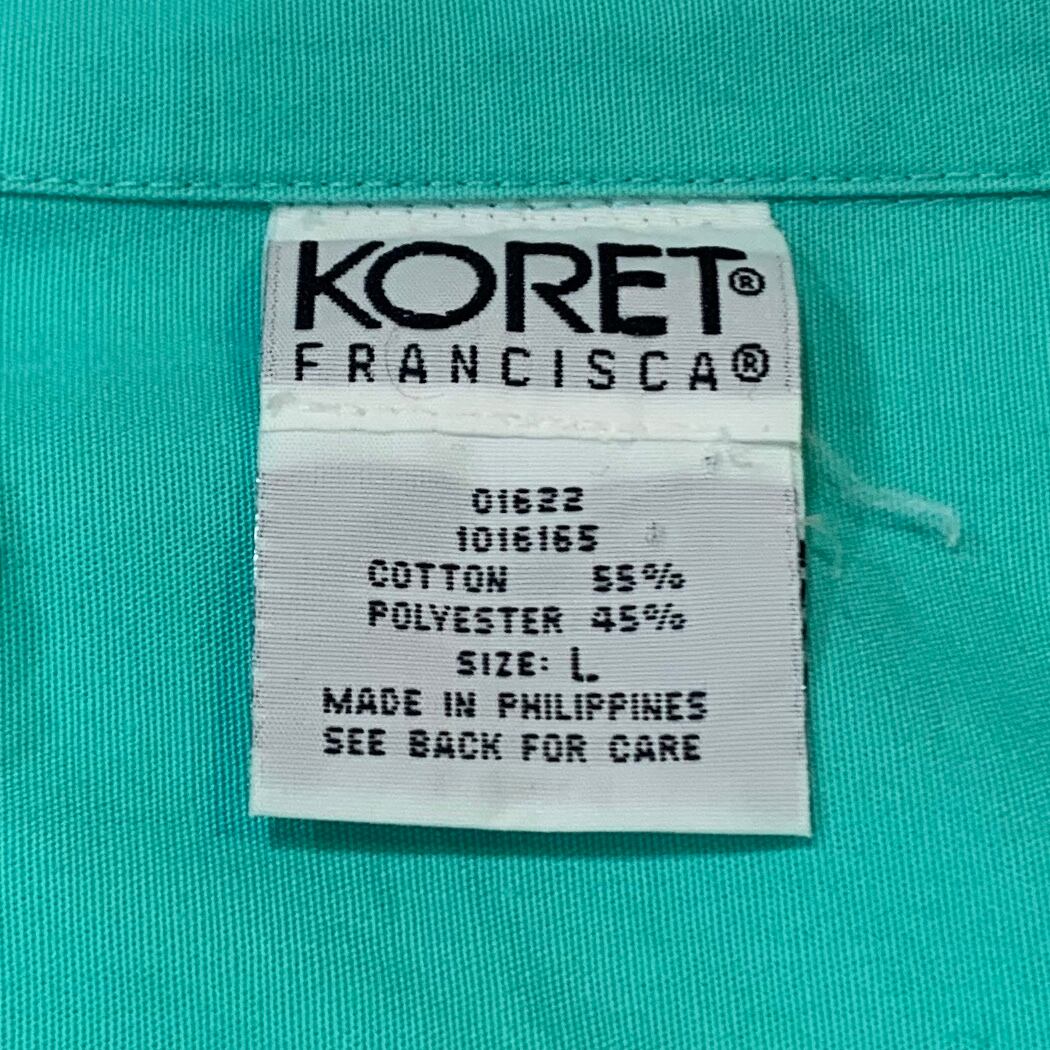 KORET®
FRANCISCA®
01622
1016165
COTTON 55%
POLYESTER 45%
SIZE: L.
MADE IN PHILIPPINES
SEE BACK FOR CARE